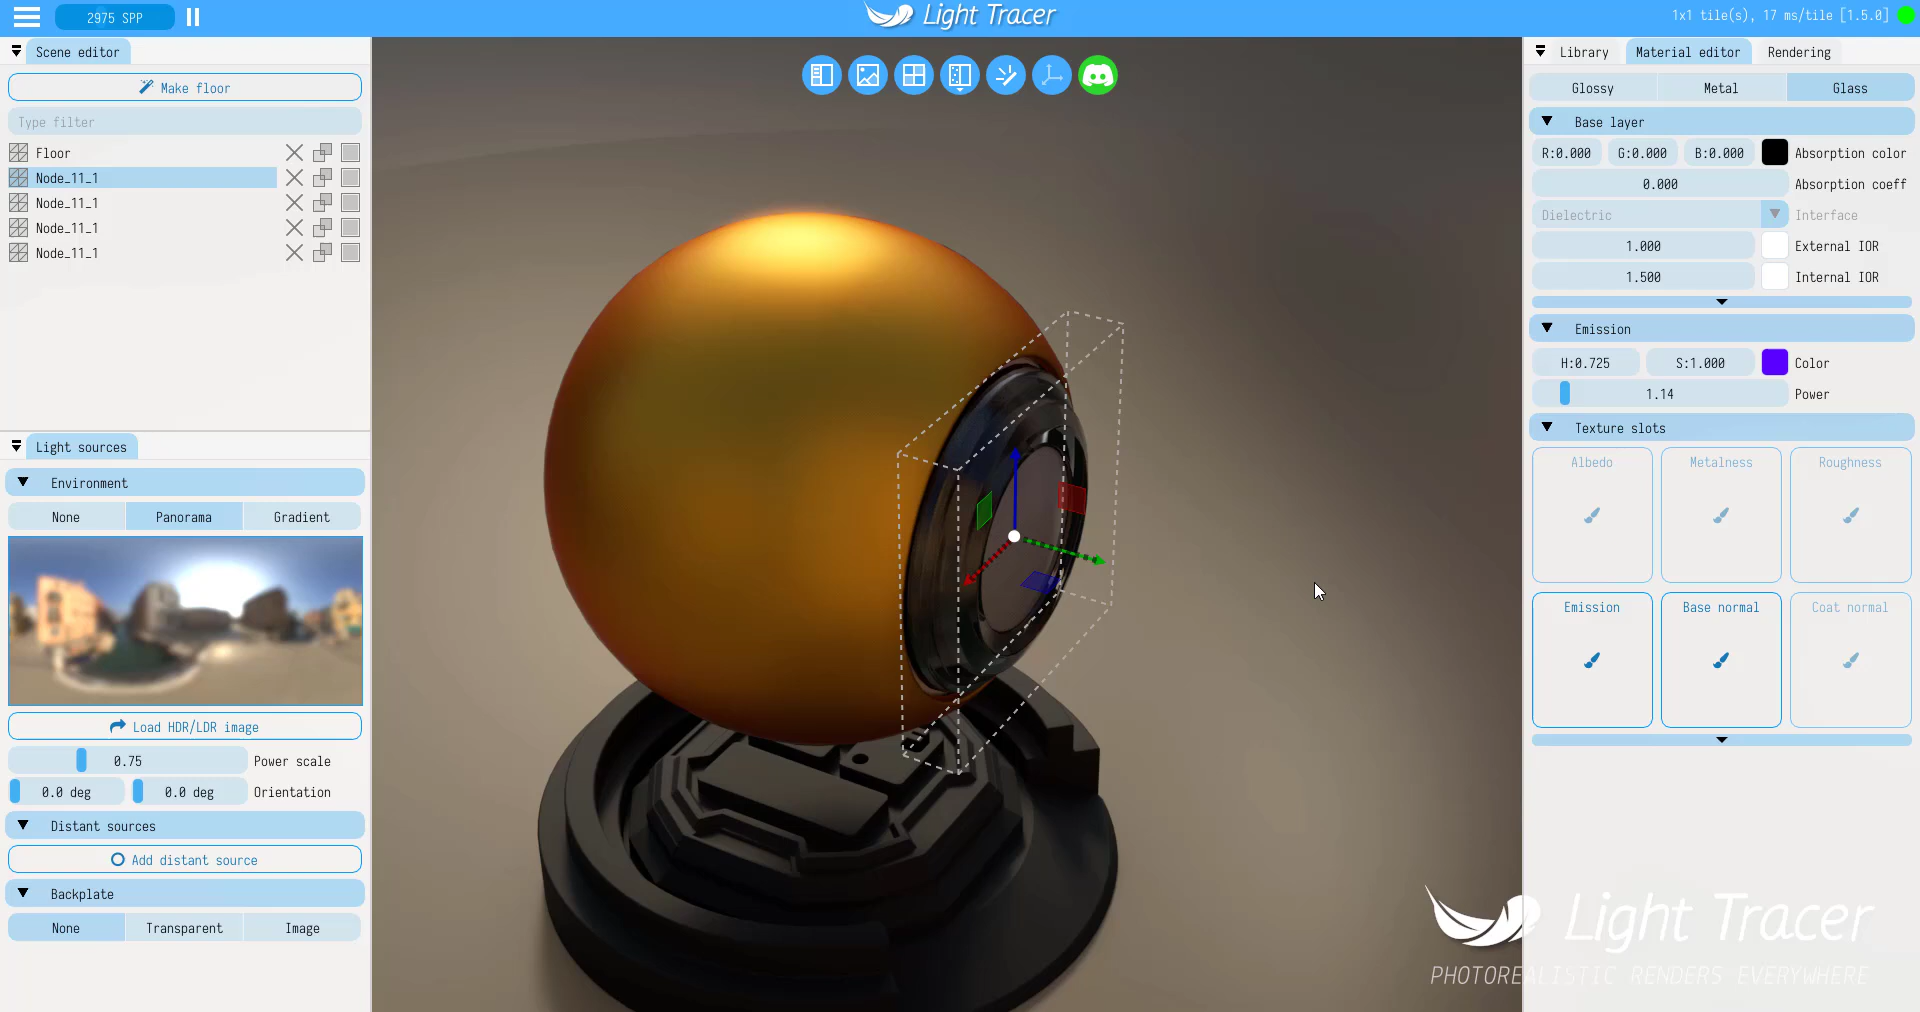 2975 SPP
Light Tracer
1x1 tile(s), 17 ms/tile [1.5.0]
Scene editor
Make floor
Type filter
Floor
Node_11_1
Node_11_1
Node_11_1
Node_11_1
Light sources
Environment
None
Panorama
Gradient
Load HDR/LDR image
0.75
Power scale
0.0 deg
0.0 deg
Orientation
Distant sources
Add distant source
Backplate
None
Transparent
Image
Library
Material editor
Rendering
Glossy
Metal
Glass
Base layer
R:0.000
G:0.000
B:0.000
Absorption color
0.000
Absorption coeff
Dielectric
Interface
1.000
External IOR
1.500
Internal IOR
Emission
H:0.725
S:1.000
Color
1.14
Power
Texture slots
Albedo
Metalness
Roughness
Emission
Base normal
Coat normal
Light Tracer
PHOTOREALISTIC RENDERS EVERYWHERE